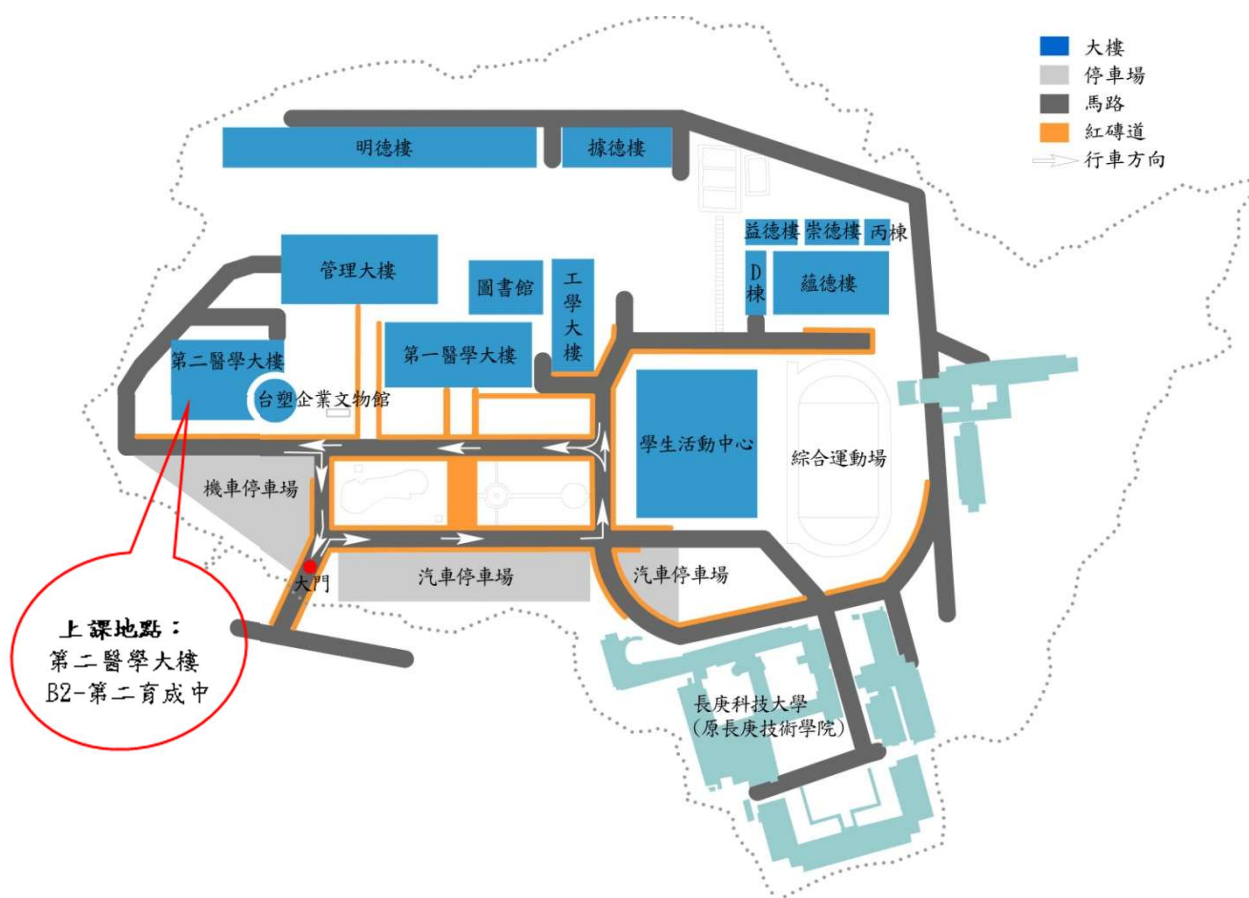 大樓
停車場
馬路
紅磚道
行車方向
明德樓
據德樓
益德樓
崇德樓
丙棟
管理大樓
圖書館
工學大樓
D棟
蘊德樓
第二醫學大樓
第一醫學大樓
台塑企業文物館
學生活動中心
綜合運動場
機車停車場
大門
汽車停車場
汽車停車場
上課地點：
第二醫學大樓
B2-第二育成中
長庚科技大學
(原長庚技術學院)